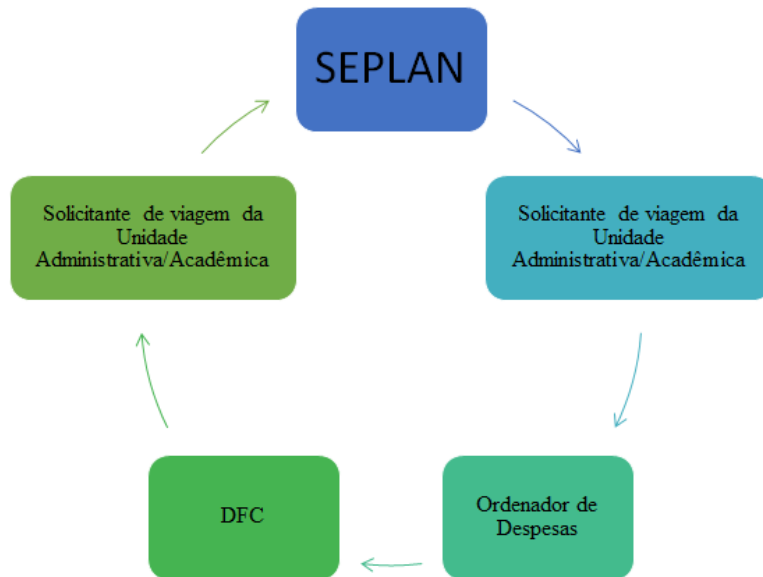 SEPLAN
Solicitante de viagem da
Unidade
Administrativa/Acadêmica
Solicitante de viagem da
Unidade
Administrativa/Acadêmica
DFC
Ordenador de
Despesas